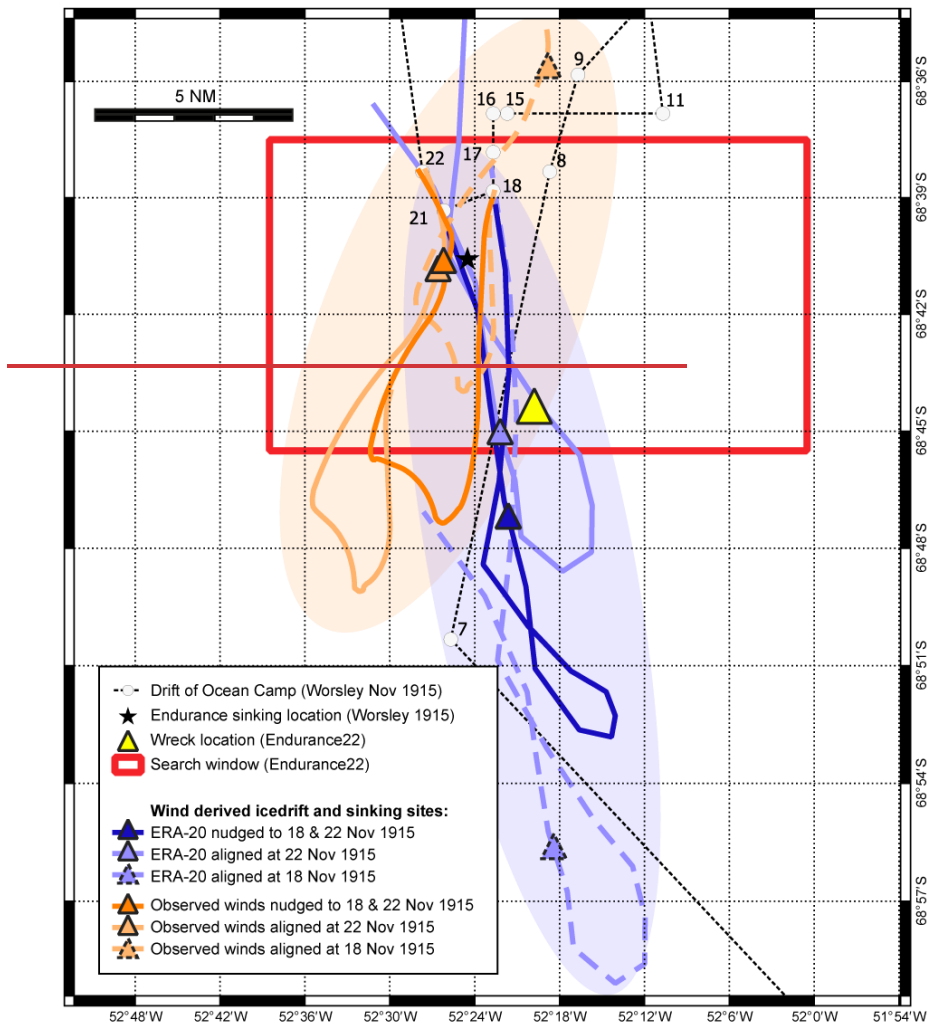 9
5 NM
68°36'S
16 15
11
22
17
8
18
68°39'S
21
68°42'S
68°45'S
68°48'S
7
68°51'S
Drift of Ocean Camp (Worsley Nov 1915)
Endurance sinking location (Worsley 1915)
Wreck location (Endurance22)
Search window (Endurance22)
68°54'S
Wind derived icedrift and sinking sites:
ERA-20 nudged to 18 & 22 Nov 1915
ERA-20 aligned at 22 Nov 1915
ERA-20 aligned at 18 Nov 1915
68°57'S
Observed winds nudged to 18 & 22 Nov 1915
Observed winds aligned at 22 Nov 1915
Observed winds aligned at 18 Nov 1915
52°48'W 52°42'W 52°36'W 52°30'W 52°24'W 52°18'W 52°12'W 52°6'W 52°0'W 51°54'W